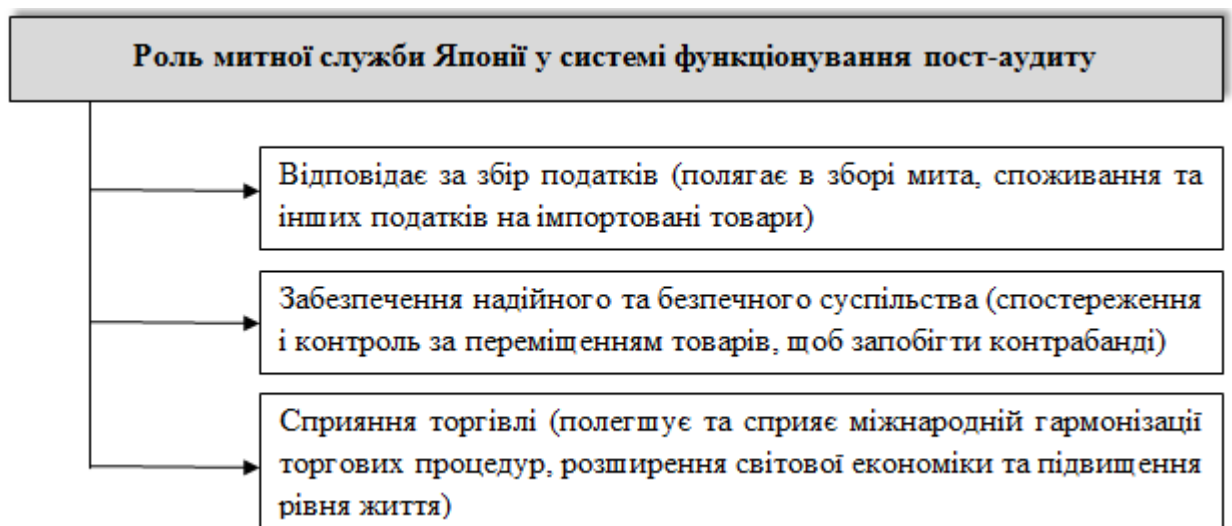 Роль митної служби Японії у системі функціонування пост-аудиту
Відповідає за збір податків (полягає в зборі мита, споживання та
інших податків на імпортовані товари)
Забезпечення надійного та безпечного суспільства (спостереження
і контроль за переміщенням товарів, щоб запобігти контрабанді)
Сприяння торгівлі (полегшує та сприяє міжнародній гармонізації
торгових процедур, розширення світової економіки та підвищення
рівня життя)